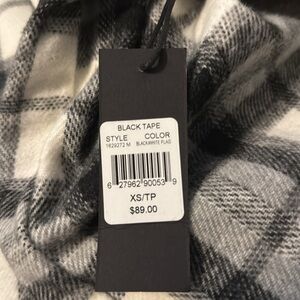 BLACK TAPE
STYLE COLOR
1629272 M BLACK/WHITE PLAID
6 27962 90053 9
XS/TP
$89.00